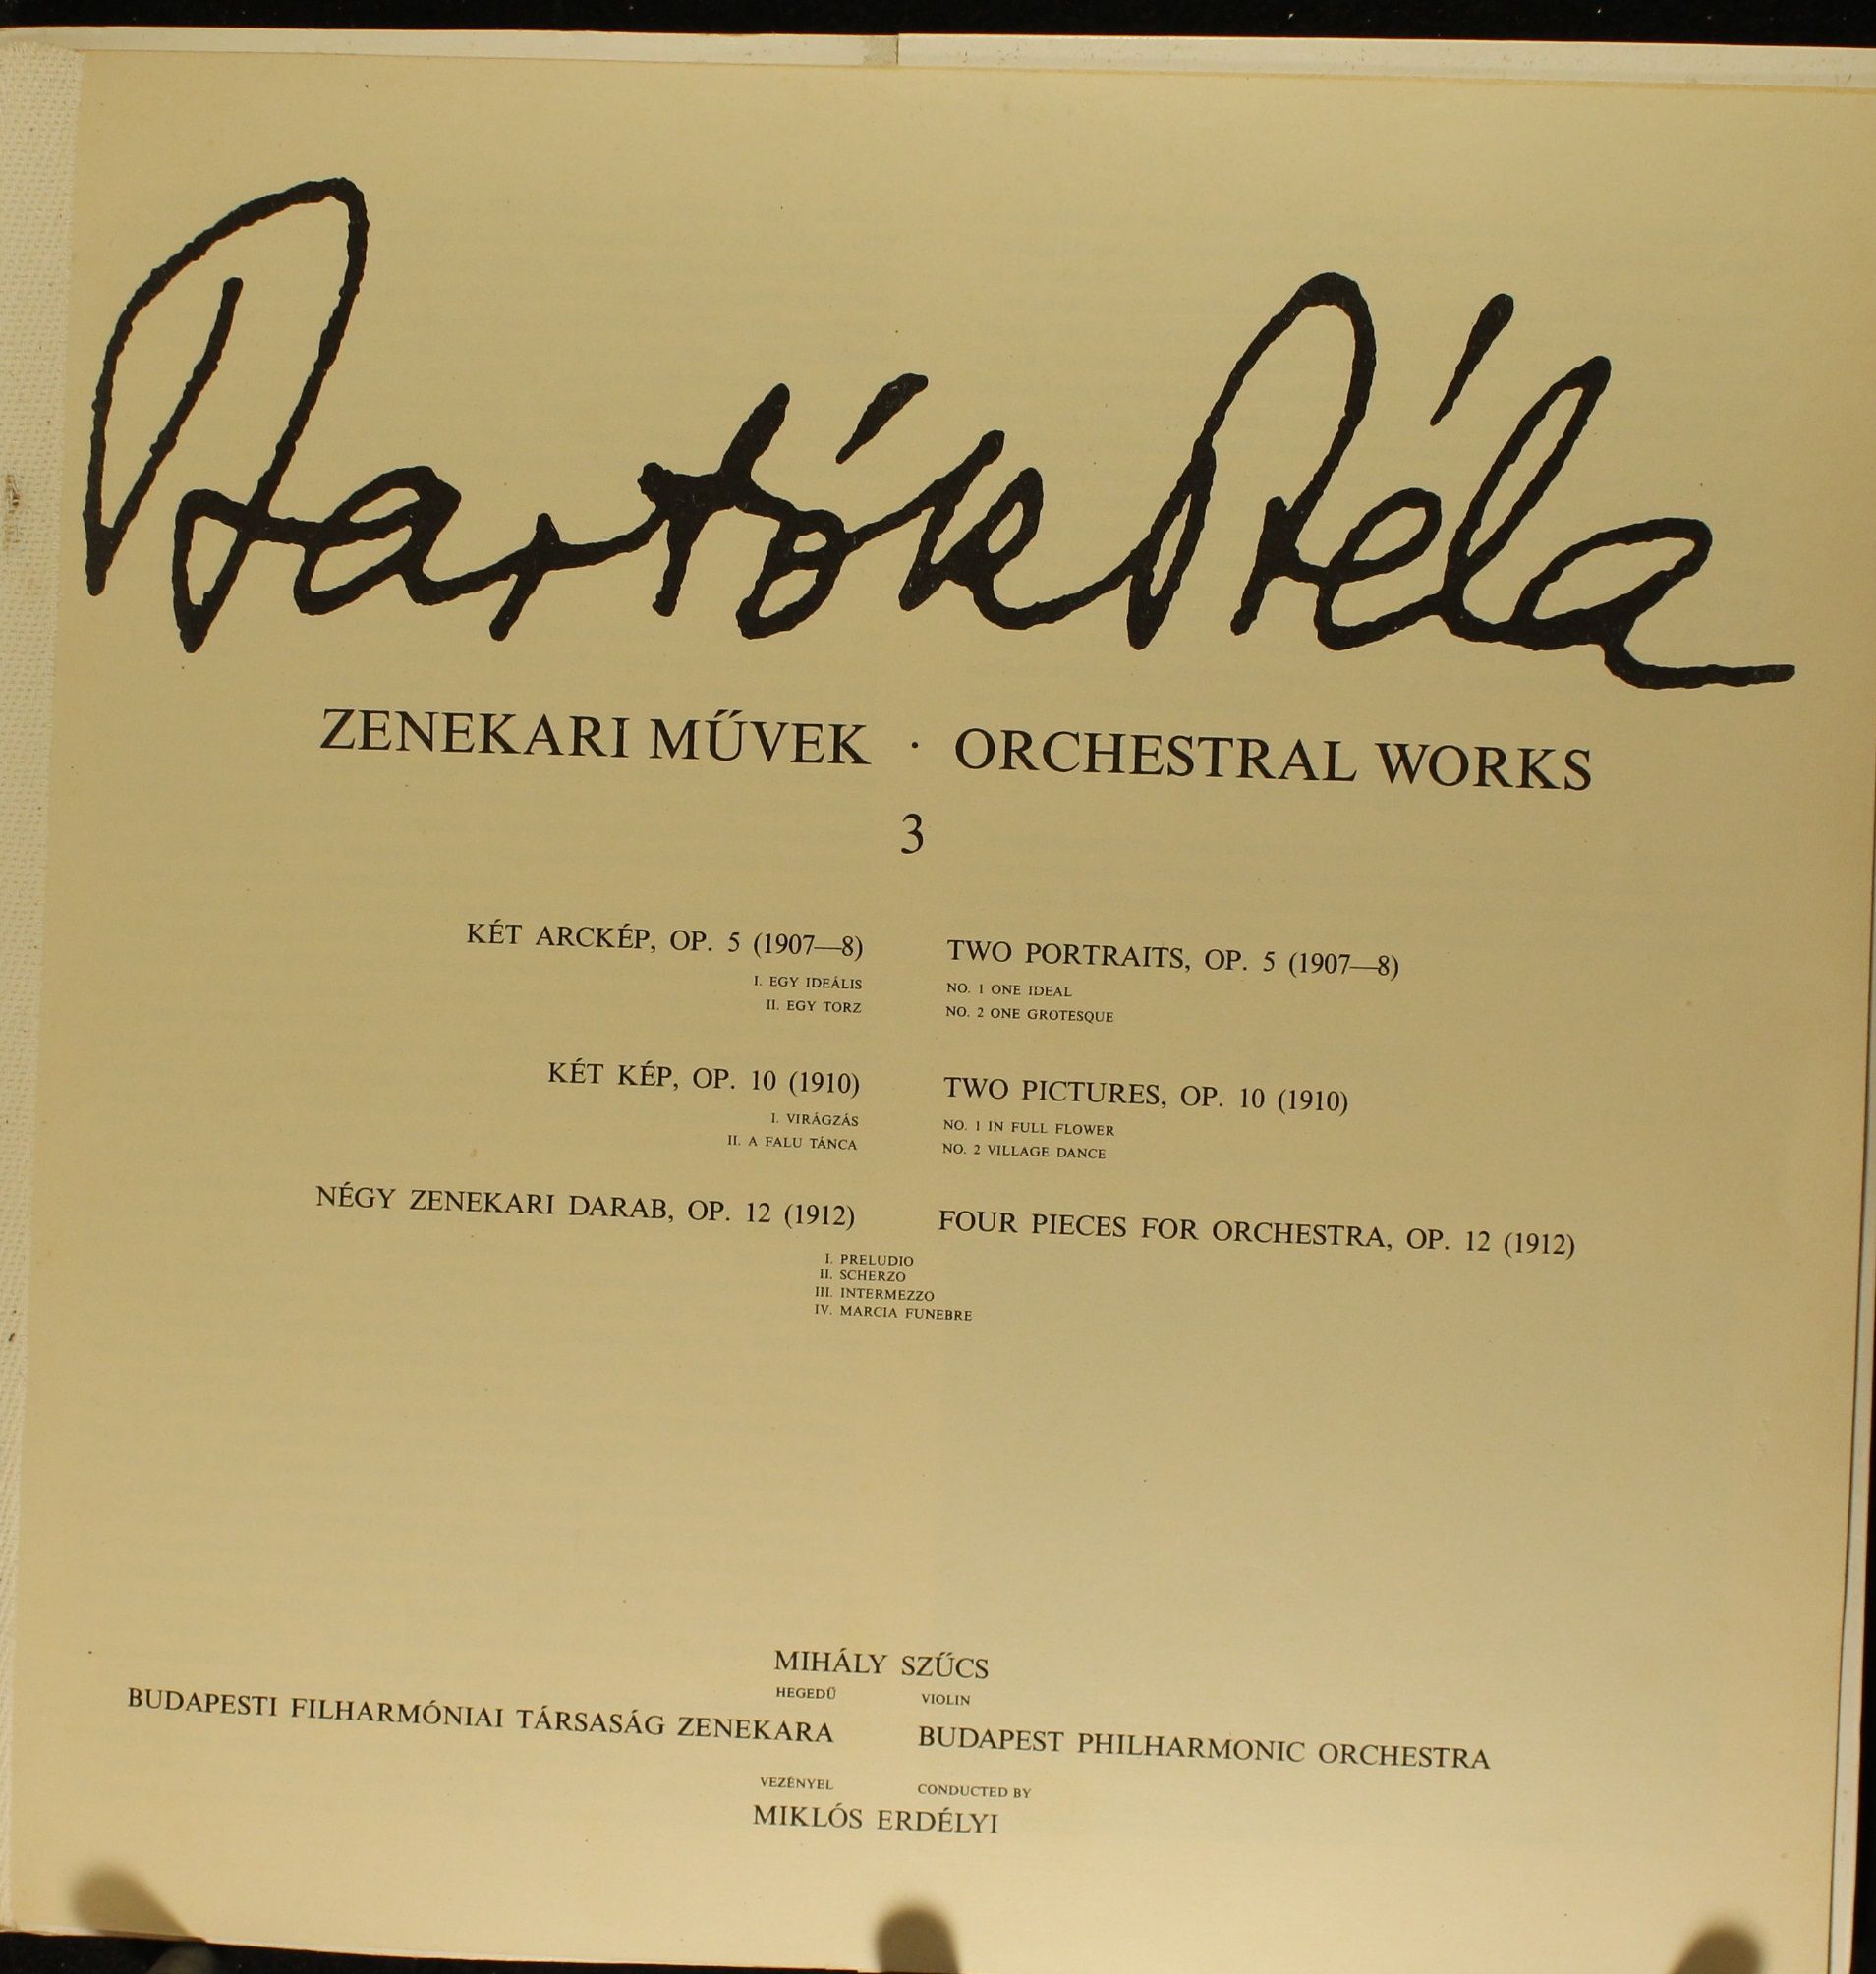 Bartók Béla
ZENEKARI MŰVEK · ORCHESTRAL WORKS
3
KÉT ARCKÉP, OP. 5 (1907—8)
I. EGY IDEÁLIS
II. EGY TORZ
TWO PORTRAITS, OP. 5 (1907—8)
NO. 1 ONE IDEAL
NO. 2 ONE GROTESQUE
KÉT KÉP, OP. 10 (1910)
I. VIRÁGZÁS
II. A FALU TÁNCA
TWO PICTURES, OP. 10 (1910)
NO. 1 IN FULL FLOWER
NO. 2 VILLAGE DANCE
NÉGY ZENEKARI DARAB, OP. 12 (1912)
FOUR PIECES FOR ORCHESTRA, OP. 12 (1912)
I. PRELUDIO
II. SCHERZO
III. INTERMEZZO
IV. MARCIA FUNEBRE
MIHÁLY SZŰCS
HEGEDŰ VIOLIN
BUDAPESTI FILHARMÓNIAI TÁRSASÁG ZENEKARA
BUDAPEST PHILHARMONIC ORCHESTRA
VEZÉNYEL CONDUCTED BY
MIKLÓS ERDÉLYI